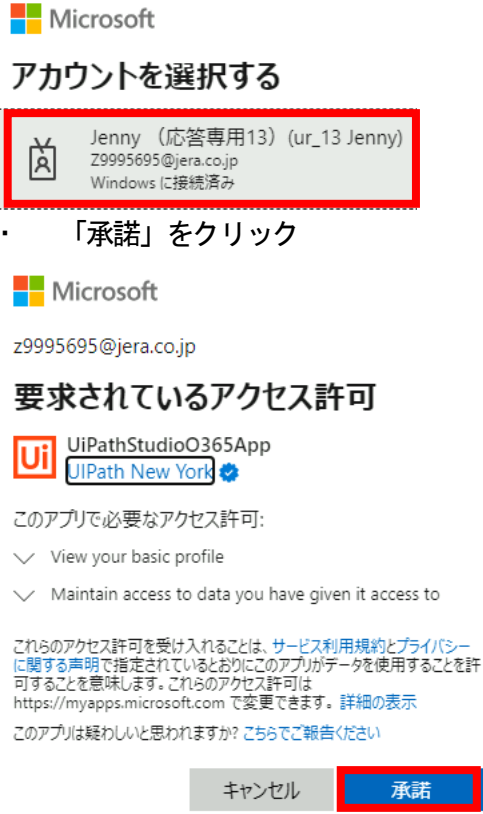 Microsoft
アカウントを選択する
Jenny （応答専用13）(ur_13 Jenny)
Z9995695@jera.co.jp
Windows に接続済み
・ 「承諾」をクリック
Microsoft
z9995695@jera.co.jp
要求されているアクセス許可
Ui
UiPathStudioO365App
UIPath New York
このアプリで必要なアクセス許可:
View your basic profile
Maintain access to data you have given it access to
これらのアクセス許可を受け入れることは、サービス利用規約とプライバシー
に関する声明で指定されているとおりにこのアプリがデータを使用することを許
可することを意味します。これらのアクセス許可は
https://myapps.microsoft.com で変更できます。詳細の表示
このアプリは疑わしいと思われますか? こちらでご報告ください
キャンセル 承諾